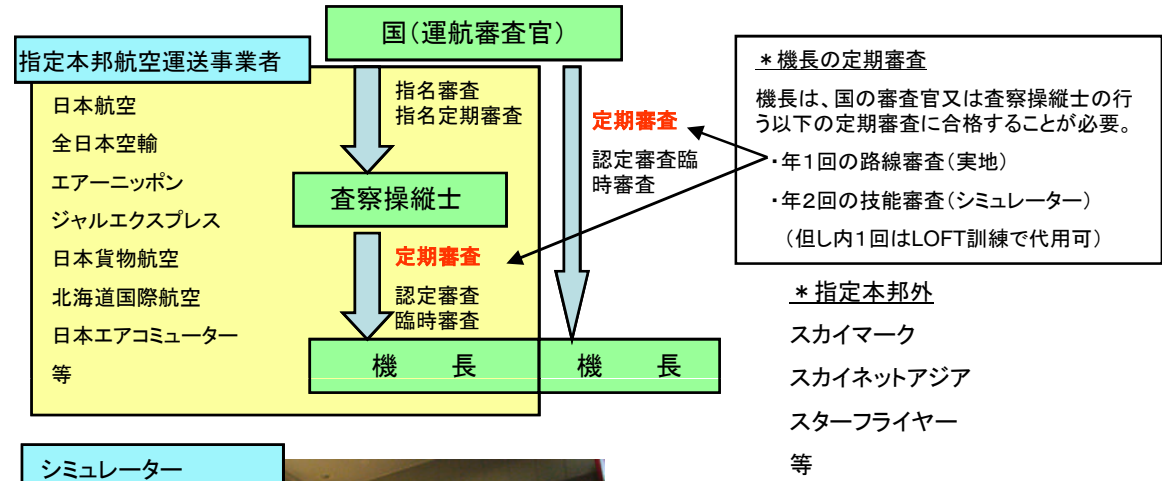 国(運航審査官)
指定本邦航空運送事業者
日本航空
全日本空輸
エアーニッポン
ジャルエクスプレス
日本貨物航空
北海道国際航空
日本エアコミューター
等
指名審査
指名定期審査
査察操縦士
定期審査
認定審査
臨時審査
定期審査
認定審査臨
時審査
機 長
機 長
*機長の定期審査
機長は、国の審査官又は査察操縦士の行
う以下の定期審査に合格することが必要。
・年1回の路線審査(実地)
・年2回の技能審査(シミュレーター)
(但し内1回はLOFT訓練で代用可)
*指定本邦外
スカイマーク
スカイネットアジア
スターフライヤー
等
シミュレーター